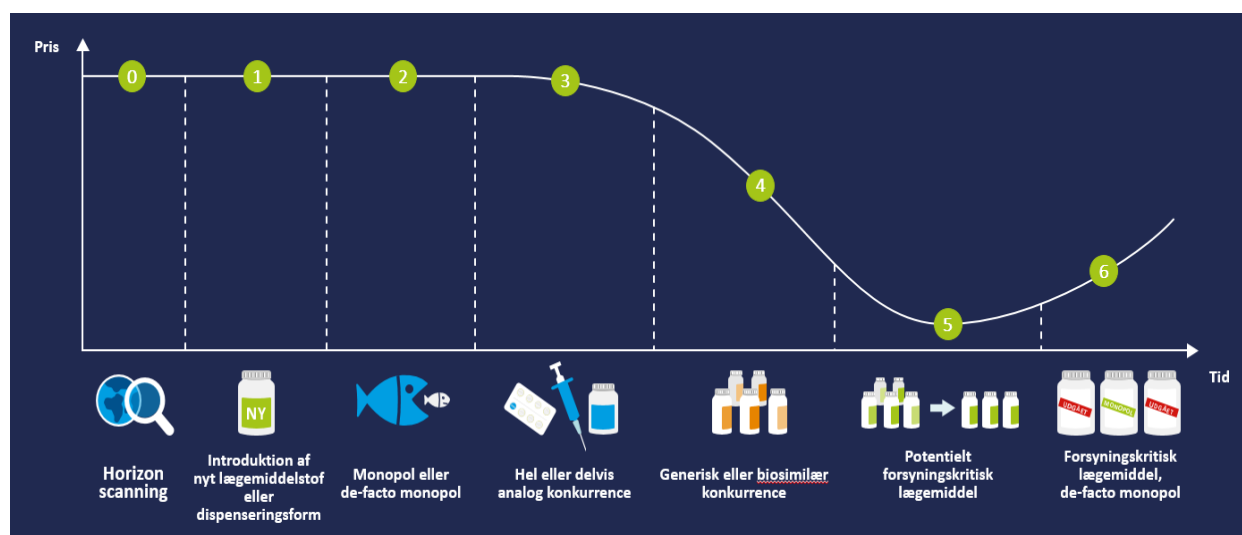 Pris
0
1
2
3
4
5
6
Tid
NY
UDGÅET
MONOPOL
UDGÅET
Horizon
scanning
Introduktion af
nyt lægemiddelstof
eller
dispenseringsform
Monopol eller
de-facto monopol
Hel eller delvis
analog konkurrence
Generisk eller biosimilær
konkurrence
Potentielt
forsyningskritisk
lægemiddel
Forsyningskritisk
lægemiddel,
de-facto monopol